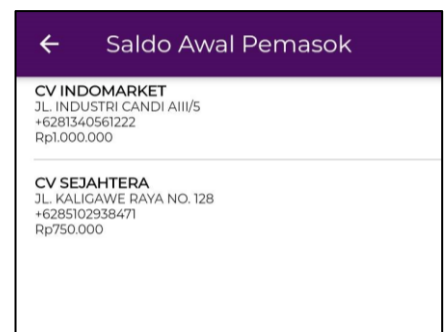 Saldo Awal Pemasok
CV INDOMARKET
JL. INDUSTRI CANDI AIII/5
+6281340561222
Rp1.000.000
CV SEJAHTERA
JL. KALIGAWE RAYA NO. 128
+6285102938471
Rp750.000